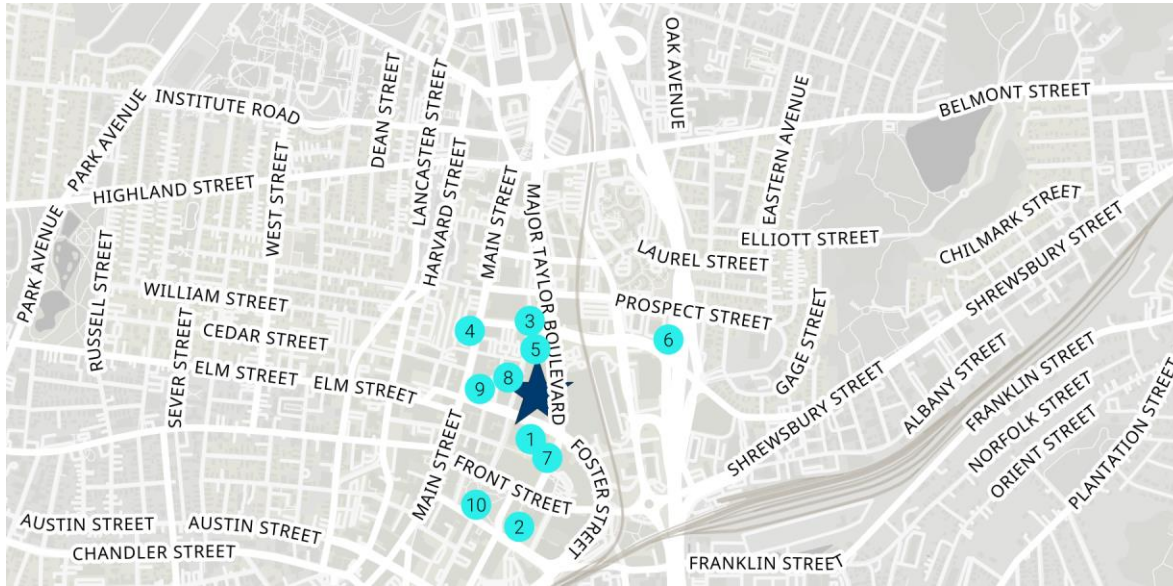 OAK AVENUE
BELMONT STREET
INSTITUTE ROAD
PARK AVENUE
DEAN STREET
LANCASTER STREET
HARVARD STREET
EASTERN AVENUE
HIGHLAND STREET
WEST STREET
MAIN STREET
MAJOR TAYLOR BOULEVARD
CHILMARK STREET
SHREWSBURY STREET
PARK AVENUE
RUSSELL STREET
ELLIOTT STREET
LAUREL STREET
WILLIAM STREET
PROSPECT STREET
CEDAR STREET
SEVER STREET
GAGE STREET
3
4
5
6
8
9
ELM STREET
ELM STREET
ALBANY STREET
FRANKLIN STREET
NORFOLK STREET
ORIENT STREET
PLANTATION STREET
SHREWSBURY STREET
1
7
MAIN STREET
FRONT STREET
FOSTER STREET
10
2
AUSTIN STREET
AUSTIN STREET
CHANDLER STREET
FRANKLIN STREET